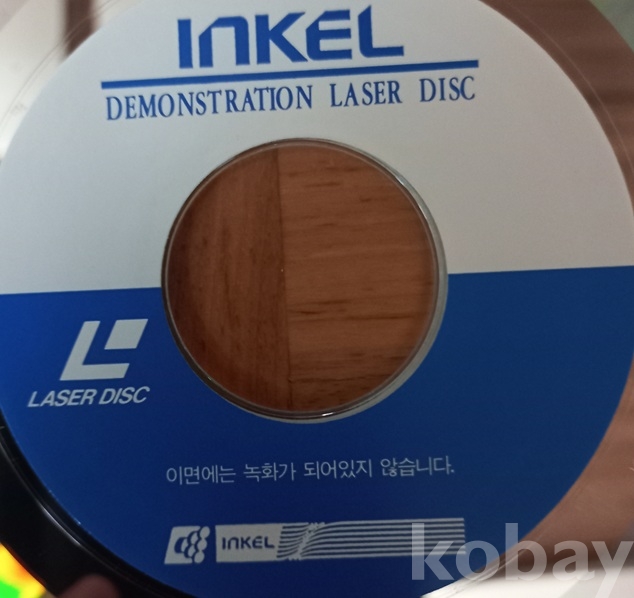 INKEL
DEMONSTRATION LASER DISC
LASER DISC
이면에는 녹화가 되어있지 않습니다.
INKEL
kobay